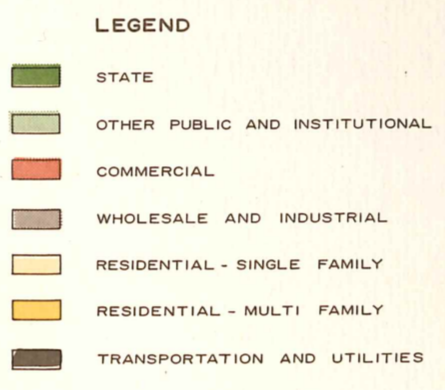 LEGEND
STATE
OTHER PUBLIC AND INSTITUTIONAL
COMMERCIAL
WHOLESALE AND INDUSTRIAL
RESIDENTIAL - SINGLE FAMILY
RESIDENTIAL - MULTI FAMILY
TRANSPORTATION AND UTILITIES